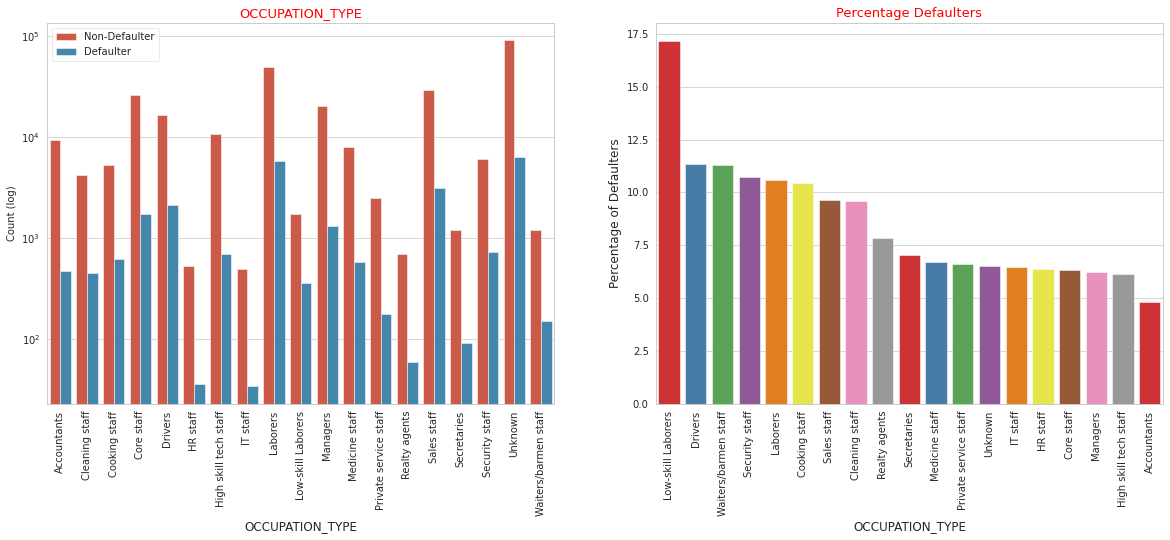 OCCUPATION_TYPE
Non-Defaulter
Defaulter
Count (log)
10^5
10^4
10^3
10^2
Accountants
Cleaning staff
Cooking staff
Core staff
Drivers
HR staff
High skill tech staff
IT staff
Laborers
Low-skill Laborers
Managers
Medicine staff
Private service staff
Realty agents
Sales staff
Secretaries
Security staff
Unknown
Waiters/barmen staff
OCCUPATION_TYPE
Percentage Defaulters
Percentage of Defaulters
17.5
15.0
12.5
10.0
7.5
5.0
2.5
0.0
Low-skill Laborers
Drivers
Waiters/barmen staff
Security staff
Laborers
Cooking staff
Sales staff
Cleaning staff
Realty agents
Secretaries
Medicine staff
Private service staff
Unknown
IT staff
HR staff
Core staff
Managers
High skill tech staff
Accountants
OCCUPATION_TYPE